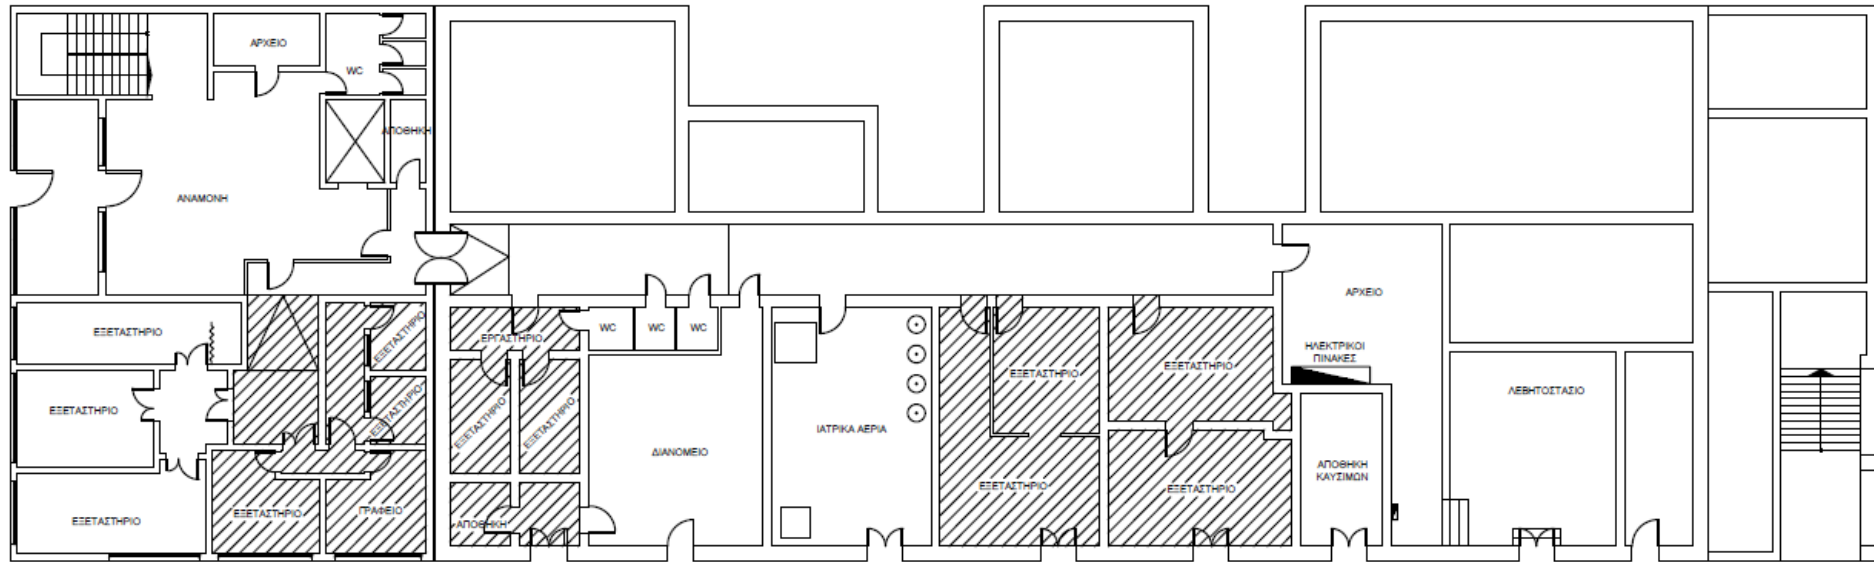 ΑΡΧΕΙΟ
WC
ΑΠΟΘΗΚΗ
ΑΝΑΜΟΝΗ
ΕΞΕΤΑΣΤΗΡΙΟ
ΕΞΕΤΑΣΤΗΡΙΟ
ΕΞΕΤΑΣΤΗΡΙΟ
ΕΞΕΤΑΣΤΗΡΙΟ
ΕΞΕΤΑΣΤΗΡΙΟ
ΕΞΕΤΑΣΤΗΡΙΟ
ΓΡΑΦΕΙΟ
ΕΡΓΑΣΤΗΡΙΟ
WC
WC
WC
ΕΞΕΤΑΣΤΗΡΙΟ
ΕΞΕΤΑΣΤΗΡΙΟ
ΑΠΟΘΗΚΗ
ΔΙΑΝΟΜΕΙΟ
ΙΑΤΡΙΚΑ ΑΕΡΙΑ
ΕΞΕΤΑΣΤΗΡΙΟ
ΕΞΕΤΑΣΤΗΡΙΟ
ΕΞΕΤΑΣΤΗΡΙΟ
ΕΞΕΤΑΣΤΗΡΙΟ
ΑΡΧΕΙΟ
ΗΛΕΚΤΡΙΚΟΙ
ΠΙΝΑΚΕΣ
ΑΠΟΘΗΚΗ
ΚΑΥΣΙΜΩΝ
ΛΕΒΗΤΟΣΤΑΣΙΟ